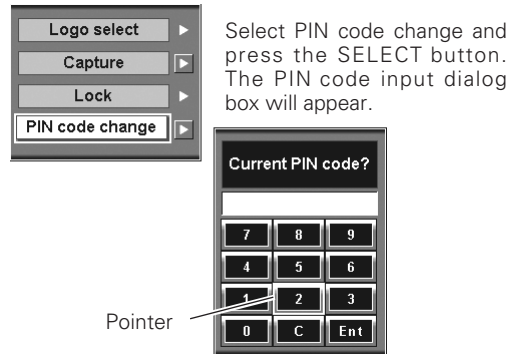 Logo select
Capture
Lock
PIN code change
Select PIN code change and
press the SELECT button.
The PIN code input dialog
box will appear.
Current PIN code?
7 8 9
4 5 6
1 2 3
Pointer
0 C Ent